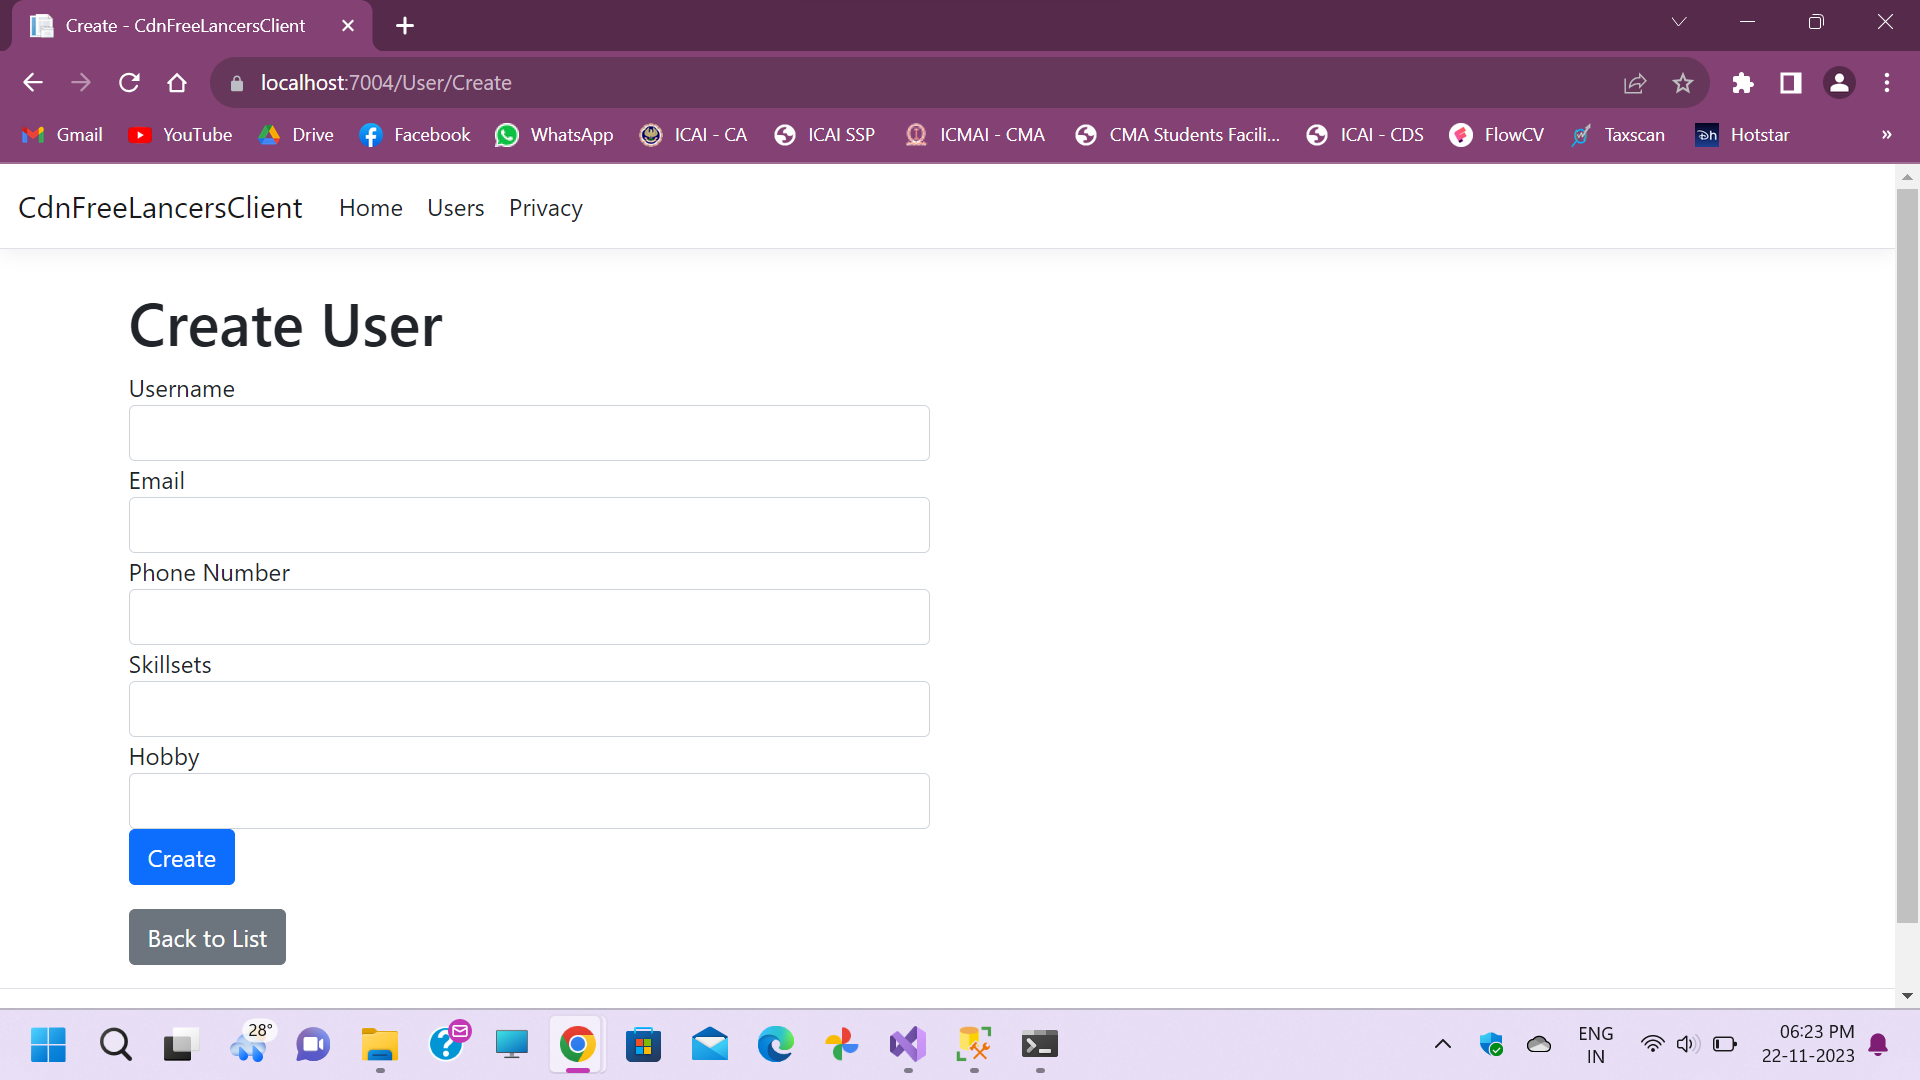 Create - CdnFreeLancersClient
localhost:7004/User/Create
Gmail YouTube Drive Facebook WhatsApp ICAI - CA ICAI SSP ICMAI - CMA CMA Students Facili... ICAI - CDS FlowCV Taxscan Hotstar »
CdnFreeLancersClient Home Users Privacy
Create User
Username
Email
Phone Number
Skillsets
Hobby
Create
Back to List
28°
ENG
IN
06:23 PM
22-11-2023